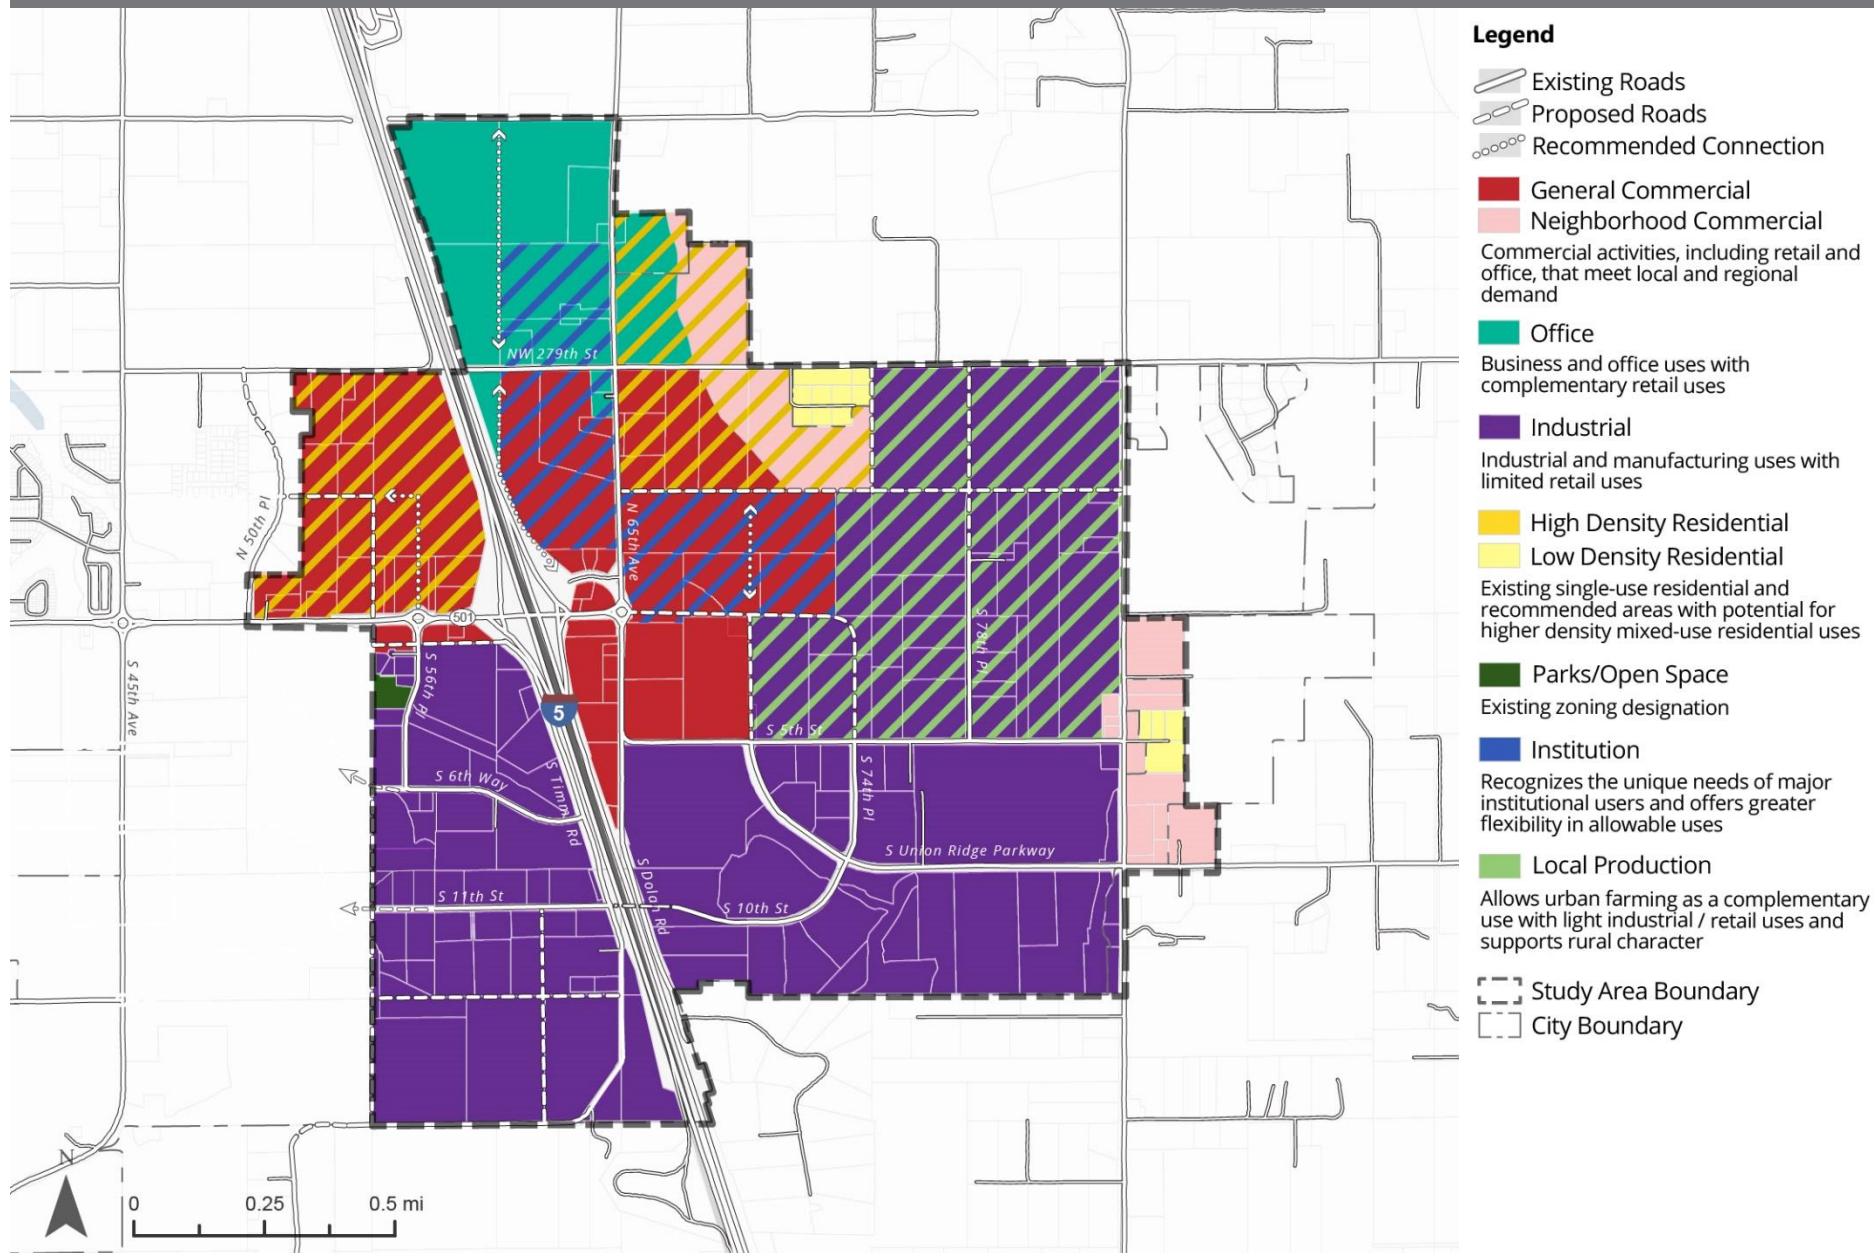 NW 279th St
N 50th Pl
N 65th Ave
501
S 45th Ave
S 56th Pl
S 78th Pl
5
S 5th St
S 6th Way
S Timm Rd
S 74th Pl
S Union Ridge Parkway
S 11th St
S Dolan Rd
S 10th St
N
0 0.25 0.5 mi
Legend
Existing Roads
Proposed Roads
Recommended Connection
General Commercial
Neighborhood Commercial
Commercial activities, including retail and
office, that meet local and regional
demand
Office
Business and office uses with
complementary retail uses
Industrial
Industrial and manufacturing uses with
limited retail uses
High Density Residential
Low Density Residential
Existing single-use residential and
recommended areas with potential for
higher density mixed-use residential uses
Parks/Open Space
Existing zoning designation
Institution
Recognizes the unique needs of major
institutional users and offers greater
flexibility in allowable uses
Local Production
Allows urban farming as a complementary
use with light industrial / retail uses and
supports rural character
Study Area Boundary
City Boundary